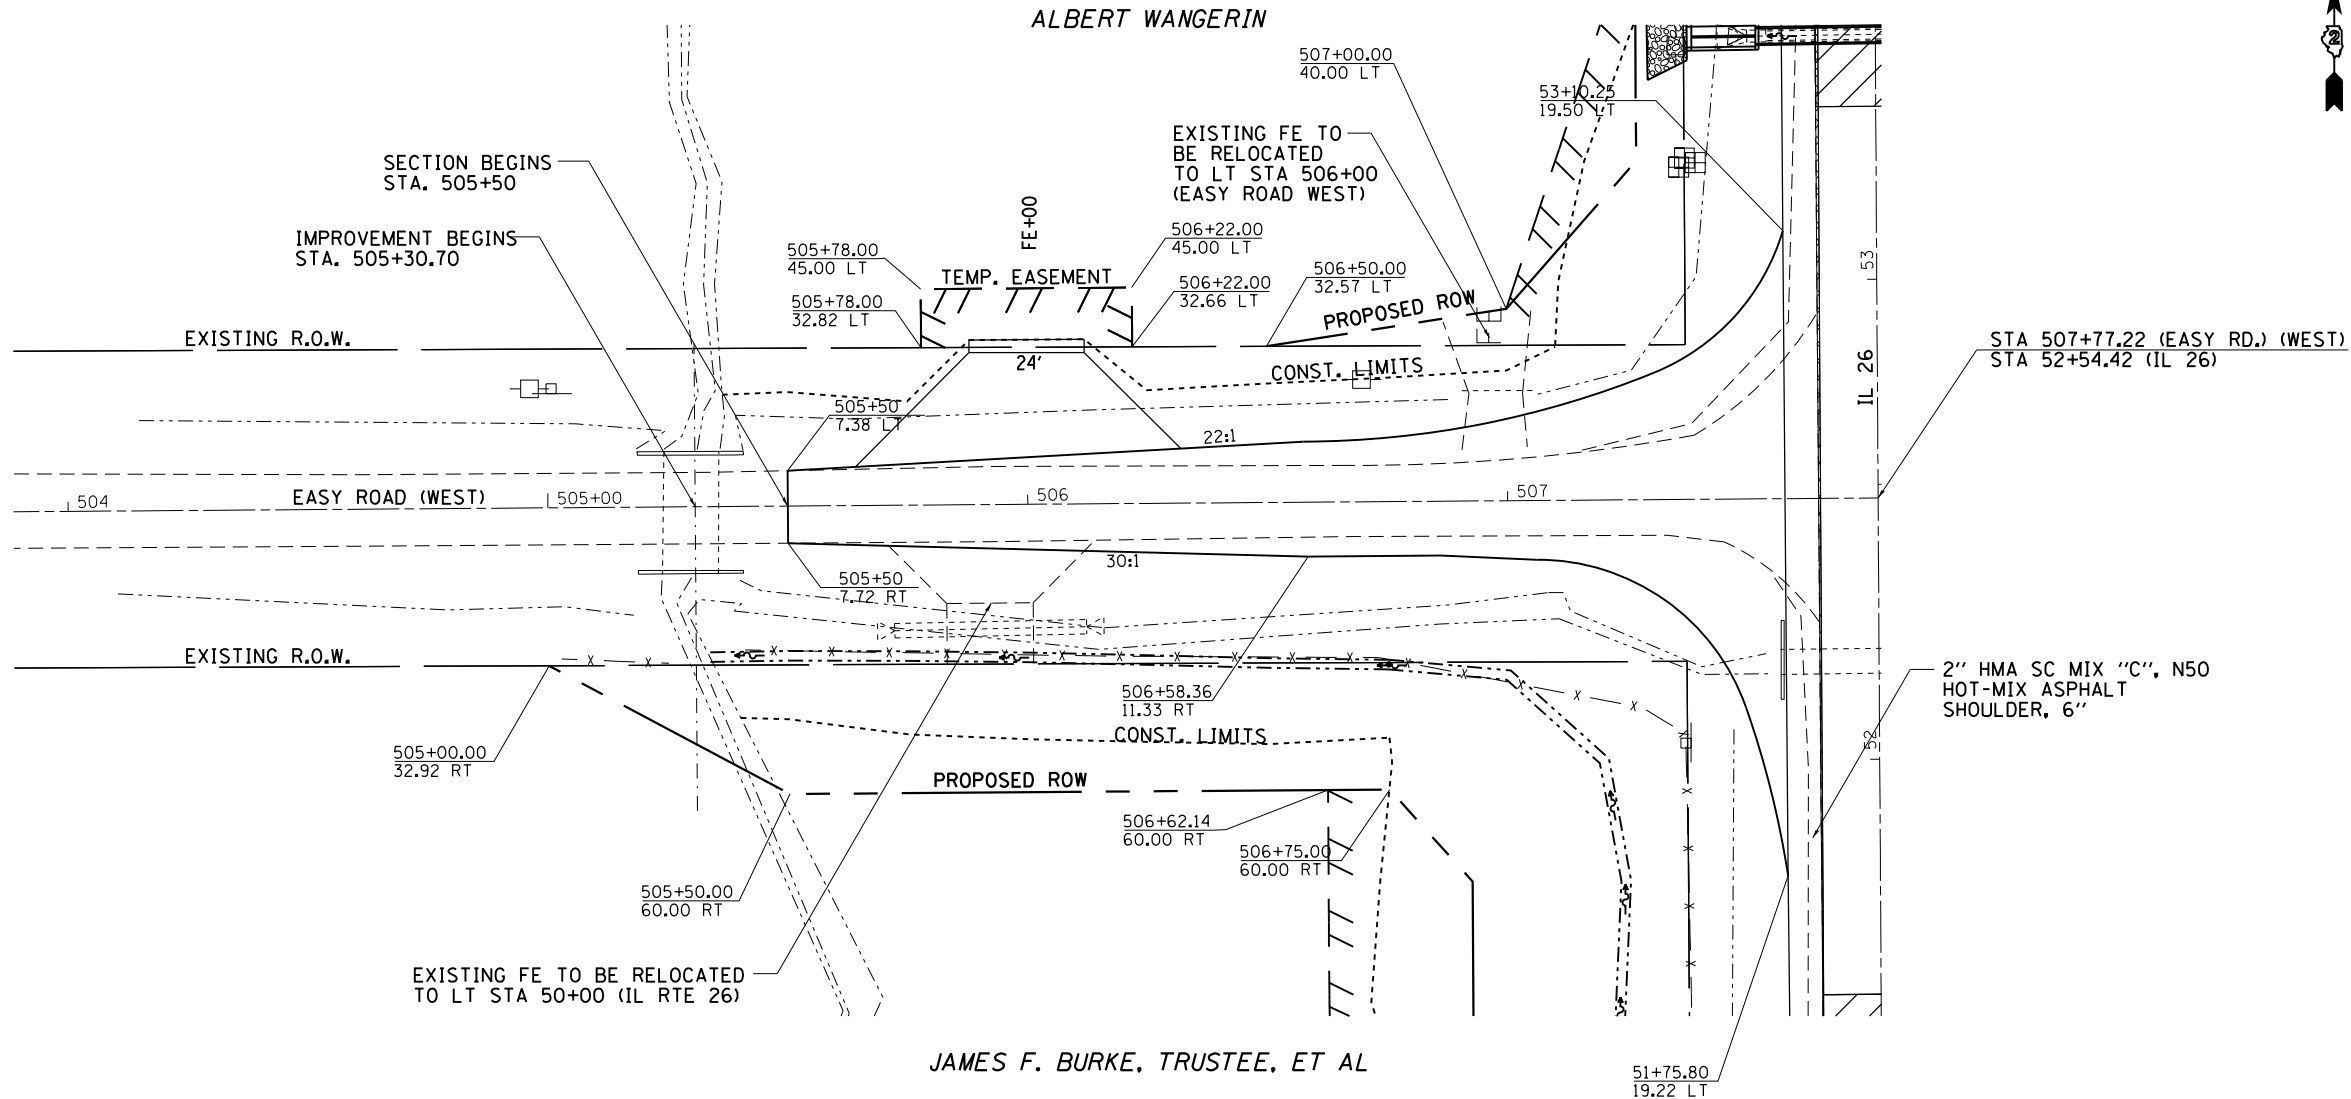 ALBERT WANGERIN
2
507+00.00
40.00 LT
53+10.25
19.50 LT
EXISTING FE TO
BE RELOCATED
TO LT STA 506+00
(EASY ROAD WEST)
SECTION BEGINS
STA. 505+50
IMPROVEMENT BEGINS
STA. 505+30.70
FE+00
505+78.00
45.00 LT
506+22.00
45.00 LT
TEMP. EASEMENT
505+78.00
32.82 LT
506+22.00
32.66 LT
506+50.00
32.57 LT
53
PROPOSED ROW
EXISTING R.O.W.
STA 507+77.22 (EASY RD.) (WEST)
STA 52+54.42 (IL 26)
24'
CONST. LIMITS
IL 26
505+50
7.38 LT
22:1
504
EASY ROAD (WEST)
505+00
506
507
30:1
505+50
7.72 RT
EXISTING R.O.W.
X X X X X X X X X X X X X X X X X X X X X X X
2" HMA SC MIX "C", N50
HOT-MIX ASPHALT
SHOULDER, 6"
506+58.36
11.33 RT
CONST. LIMITS
52
505+00.00
32.92 RT
PROPOSED ROW
506+62.14
60.00 RT
506+75.00
60.00 RT
505+50.00
60.00 RT
EXISTING FE TO BE RELOCATED
TO LT STA 50+00 (IL RTE 26)
JAMES F. BURKE, TRUSTEE, ET AL
51+75.80
19.22 LT